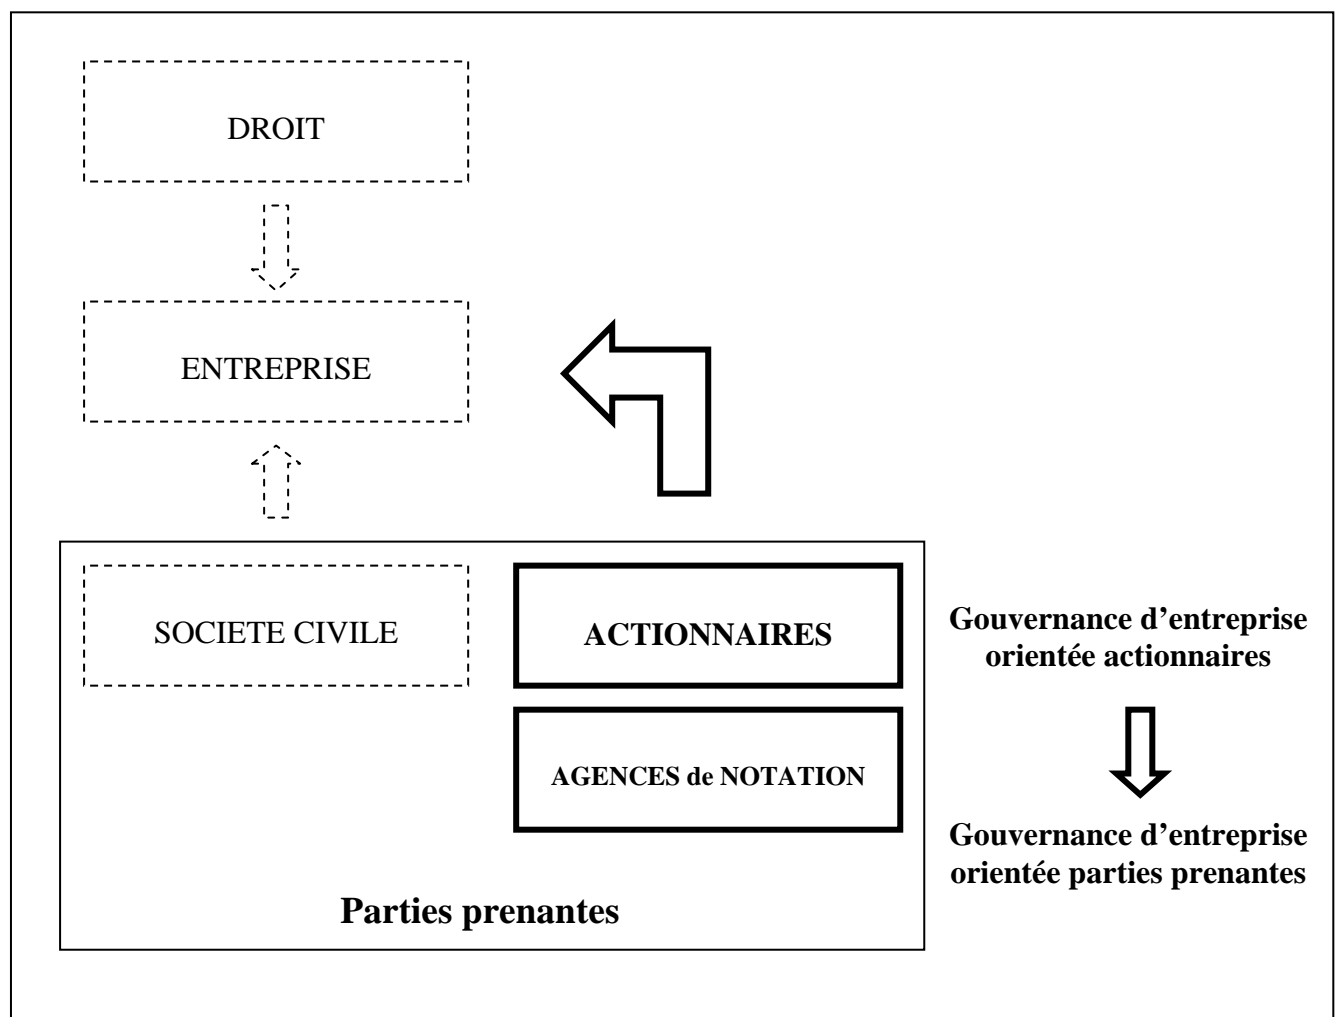 DROIT
ENTREPRISE
SOCIETE CIVILE
ACTIONNAIRES
AGENCES de NOTATION
Parties prenantes
Gouvernance d’entreprise
orientée actionnaires
Gouvernance d’entreprise
orientée parties prenantes